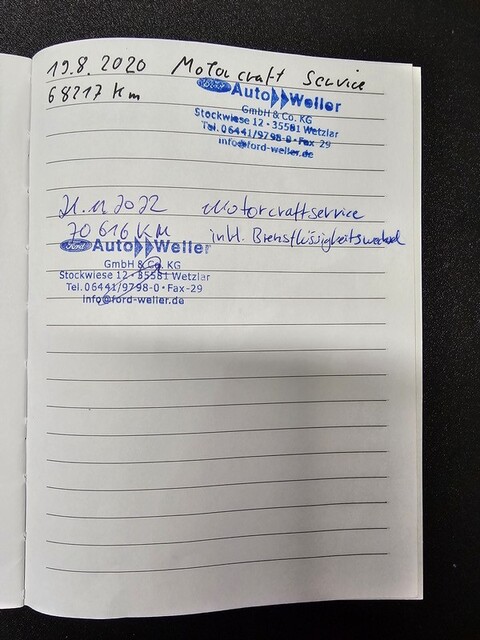 19.8.2020 Motorcraft Service
68217 Km
Ford Auto Weller
GmbH & Co. KG
Stockwiese 12 • 35581 Wetzlar
Tel. 06441/9798-0 • Fax - 29
info@ford-weller.de
21.11.2022 Motorcraftservice
70616 KM inkl. Bremsflüssigkeitswechsel
Ford Auto Weller
GmbH & Co. KG
Stockwiese 12 • 35581 Wetzlar
Tel. 06441/9798-0 • Fax -29
info@ford-weller.de